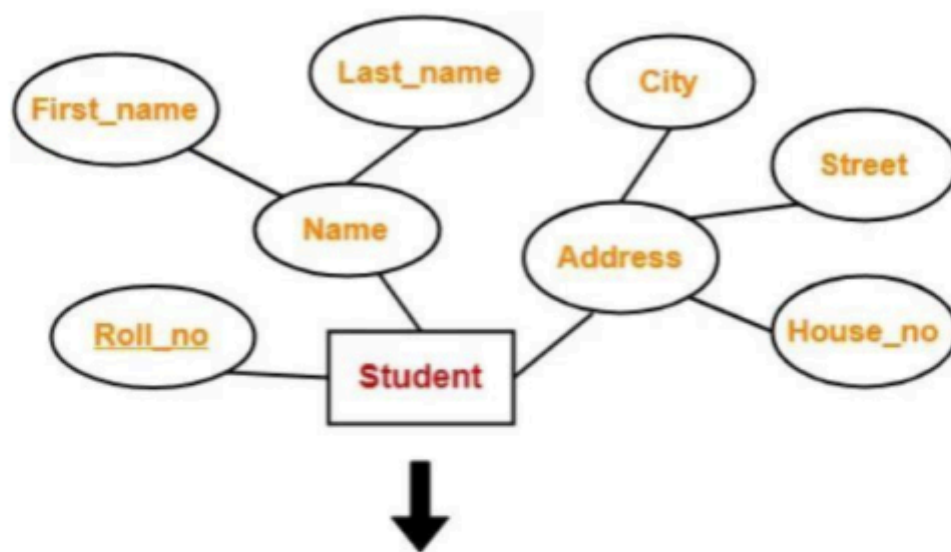 First_name
Last_name
City
Street
Name
Address
Roll_no
House_no
Student